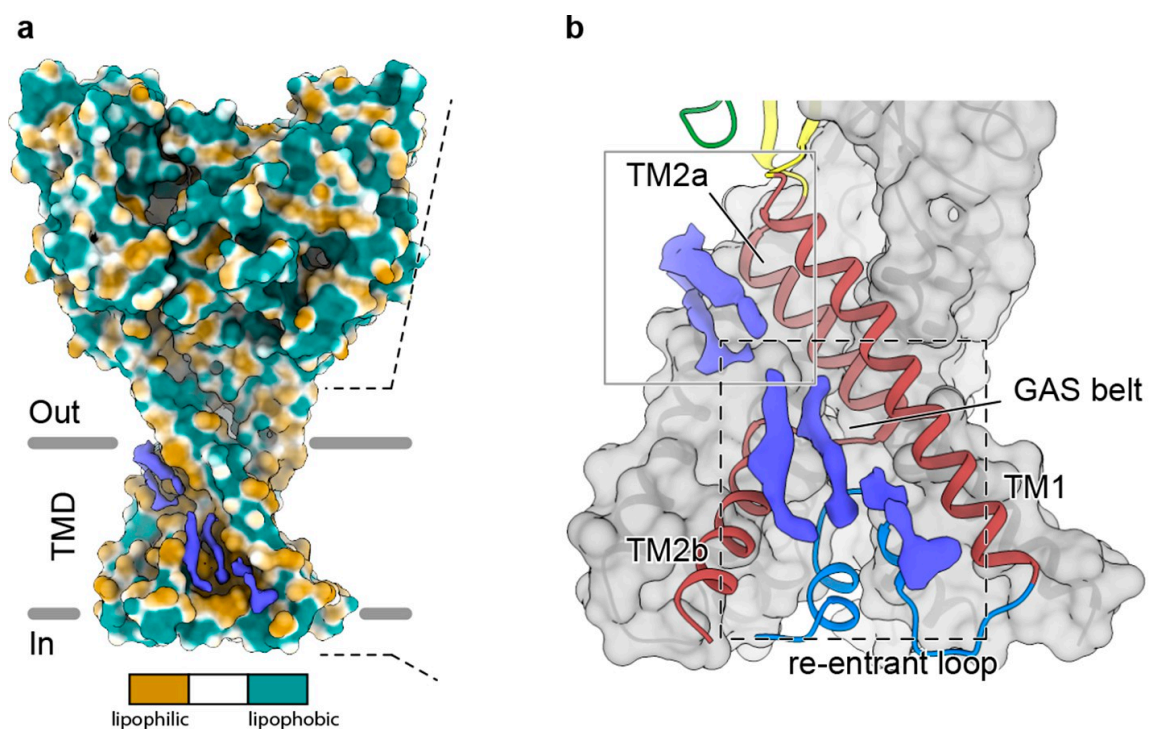 a
b
TM2a
GAS belt
Out
TMD
TM1
TM2b
In
re-entrant loop
lipophilic
lipophobic